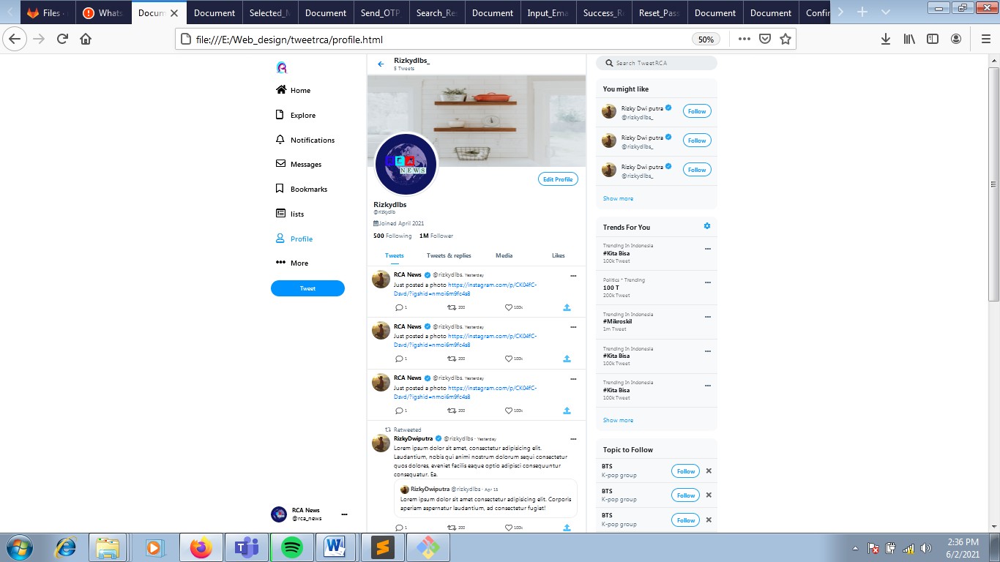 Files -
Whats
Docum
Document
Selected_M
Document
Send_OTP_
Search_Res
Document
Input_Ema
Success_Re
Reset_Pass
Document
Document
Confir
file:///E:/Web_design/tweetrca/profile.html
50%
Home
Explore
Notifications
Messages
Bookmarks
lists
Profile
More
Tweet
RCA News
@rca_news
Rizkydlbs_
5 Tweets
RCA
NEWS
Edit Profile
Rizkydlbs
@rizkydlb
Joined April 2021
500 Following 1M Follower
Tweets Tweets & replies Media Likes
RCA News @rizkydlbs. Yesterday
Just posted a photo https://instagram.com/p/CK04fC-
Dsvd/?igshid=nmoi6m9fc4s8
1 200 100k
RCA News @rizkydlbs. Yesterday
Just posted a photo https://instagram.com/p/CK04fC-
Dsvd/?igshid=nmoi6m9fc4s8
1 200 100k
RCA News @rizkydlbs. Yesterday
Just posted a photo https://instagram.com/p/CK04fC-
Dsvd/?igshid=nmoi6m9fc4s8
1 200 100k
Retweeted
RizkyDwiputra @rizkydlbs · Yesterday
Lorem ipsum dolor sit amet, consectetur adipisicing elit.
Laudantium, nobis qui animi nostrum dolorum sequi consectetur
quos dolores, eveniet facilis eaque optio adipisci consequuntur
consequatur. Ea.
RizkyDwiputra @rizkydlbs · Apr 15
Lorem ipsum dolor sit amet consectetur adipisicing elit. Corporis
aperiam aspernatur laudantium, ad consectetur fugiat!
1 200 100k
Search TweetRCA
You might like
Rizky Dwi putra
@rizkydlbs_
Follow
Rizky Dwi putra
@rizkydlbs_
Follow
Rizky Dwi putra
@rizkydlbs_
Follow
Show more
Trends For You
Trending in Indonesia
#Kita Bisa
100k Tweet
Politics * Trending
100 T
200k Tweet
Trending in Indonesia
#Mikroskil
1m Tweet
Trending in Indonesia
#Kita Bisa
100k Tweet
Trending in Indonesia
#Kita Bisa
100k Tweet
Show more
Topic to Follow
BTS
K-pop group
Follow
BTS
K-pop group
Follow
BTS
K-pop group
Follow
2:36 PM
6/2/2021